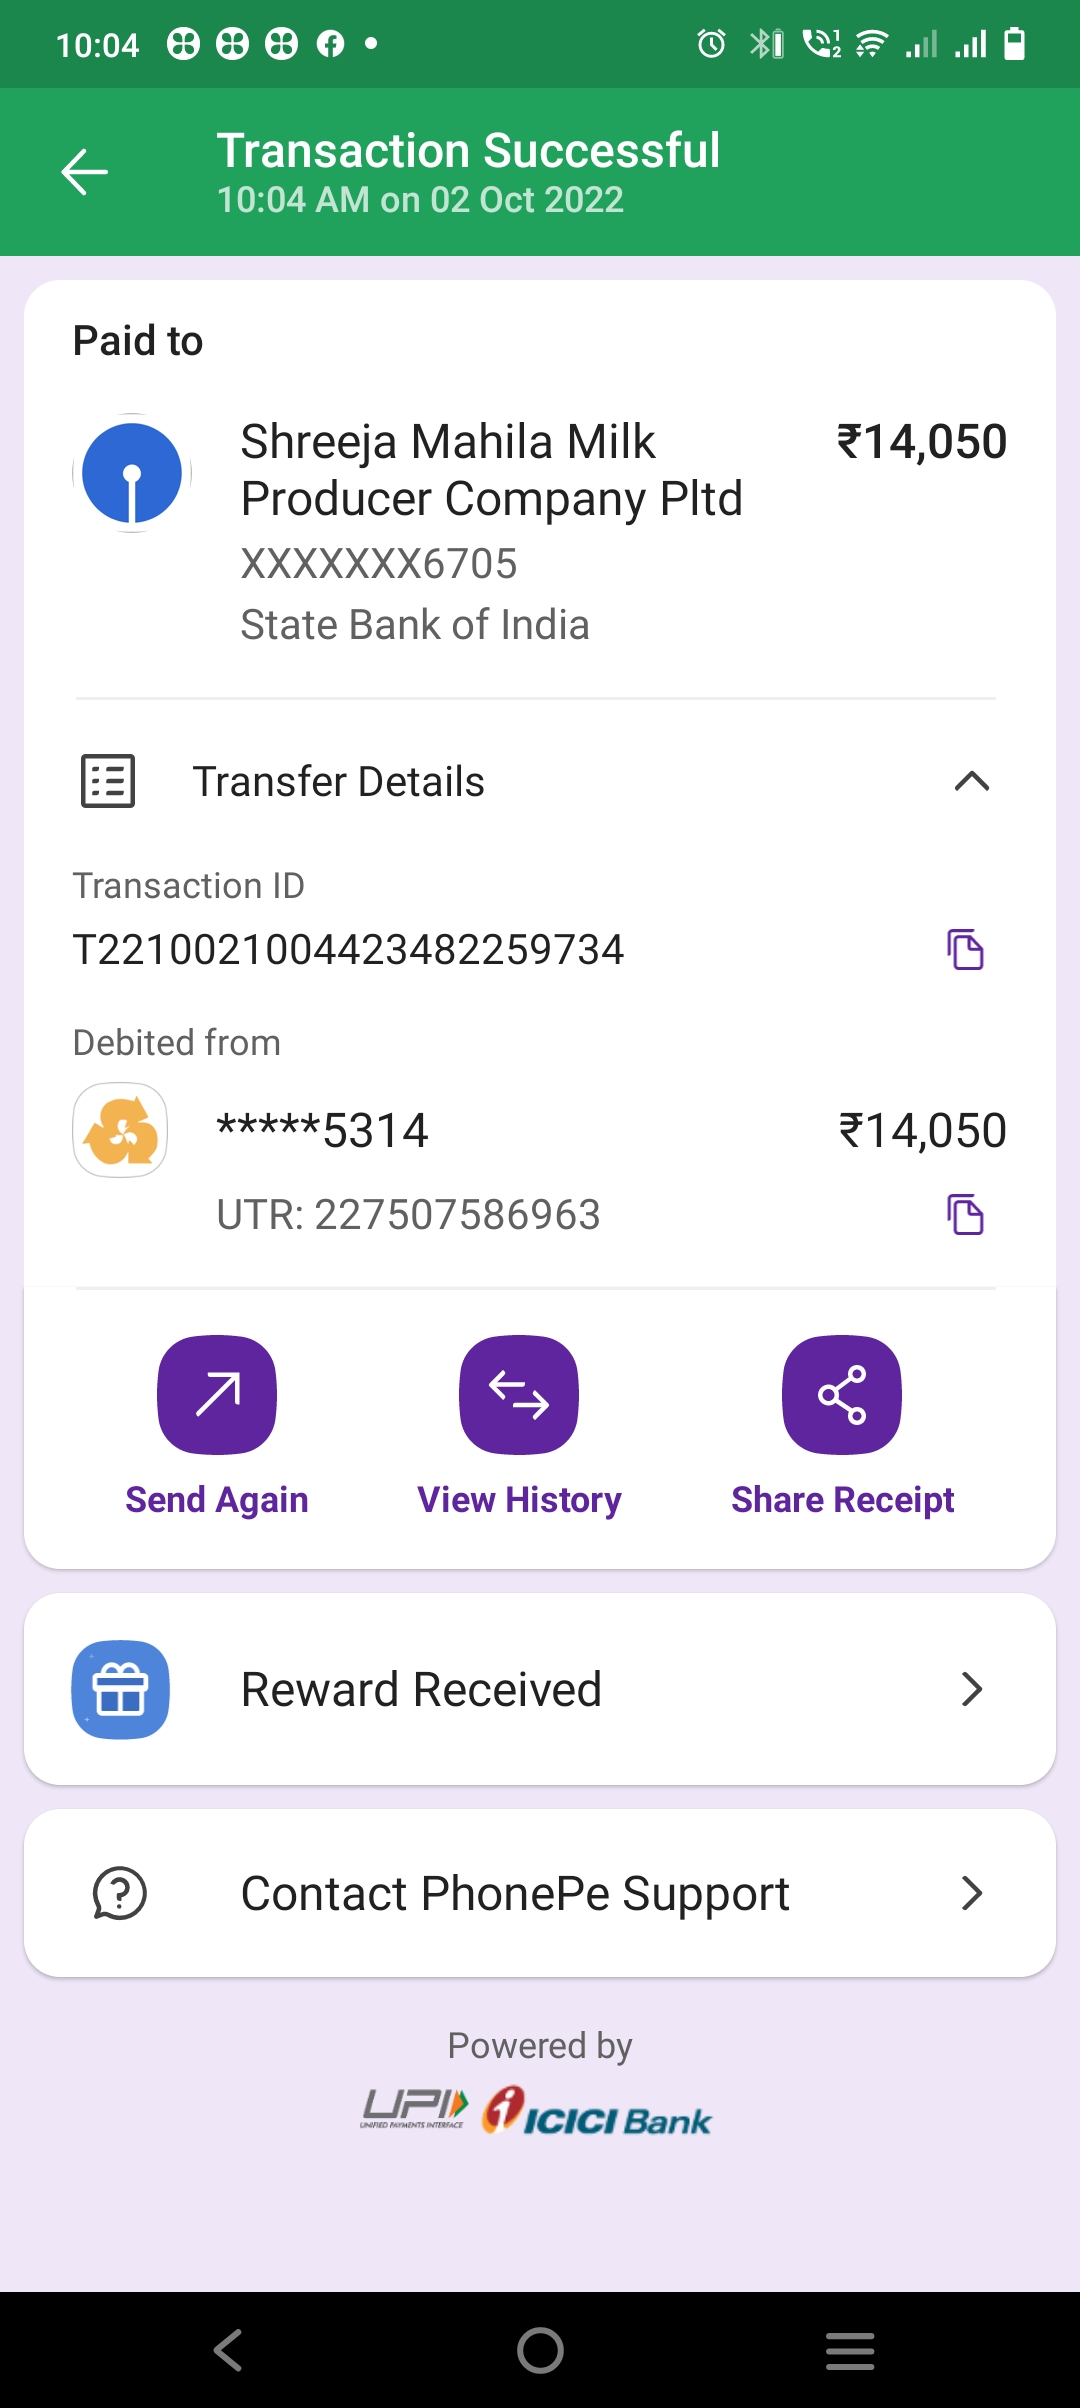 10:04
Transaction Successful
10:04 AM on 02 Oct 2022
Paid to
Shreeja Mahila Milk ₹14,050
Producer Company Pltd
XXXXXXX6705
State Bank of India
Transfer Details
Transaction ID
T2210021004423482259734
Debited from
*****5314 ₹14,050
UTR: 227507586963
Send Again View History Share Receipt
Reward Received
Contact PhonePe Support
Powered by
UPI ICICI Bank
UNIFIED PAYMENTS INTERFACE